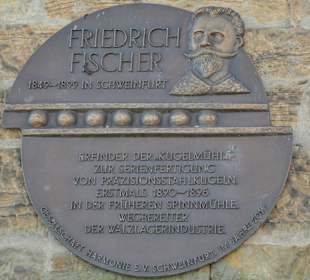 FRIEDRICH
FISCHER
1849-1899 IN SCHWEINFURT
ERFINDER DER „KUGELMÜHLE"
ZUR SERIENFERTIGUNG
VON PRÄZISIONSSTAHLKUGELN
ERSTMALS 1890-1896
IN DER FRÜHEREN SPINNMÜHLE.
WEGBEREITER
DER WÄLZLAGERINDUSTRIE.
GESELLSCHAFT HARMONIE E.V. SCHWEINFURT